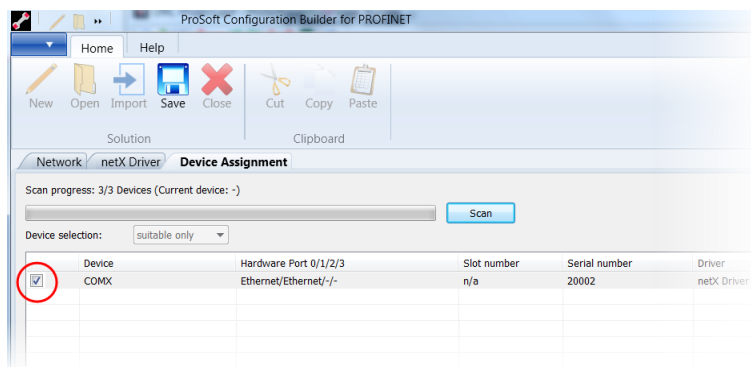 ProSoft Configuration Builder for PROFINET
Home Help
New Open Import Save Close Cut Copy Paste
Solution Clipboard
Network netX Driver Device Assignment
Scan progress: 3/3 Devices (Current device: -)
Scan
Device selection: suitable only
Device Hardware Port 0/1/2/3 Slot number Serial number Driver
COMX Ethernet/Ethernet/-/- n/a 20002 netX Driver